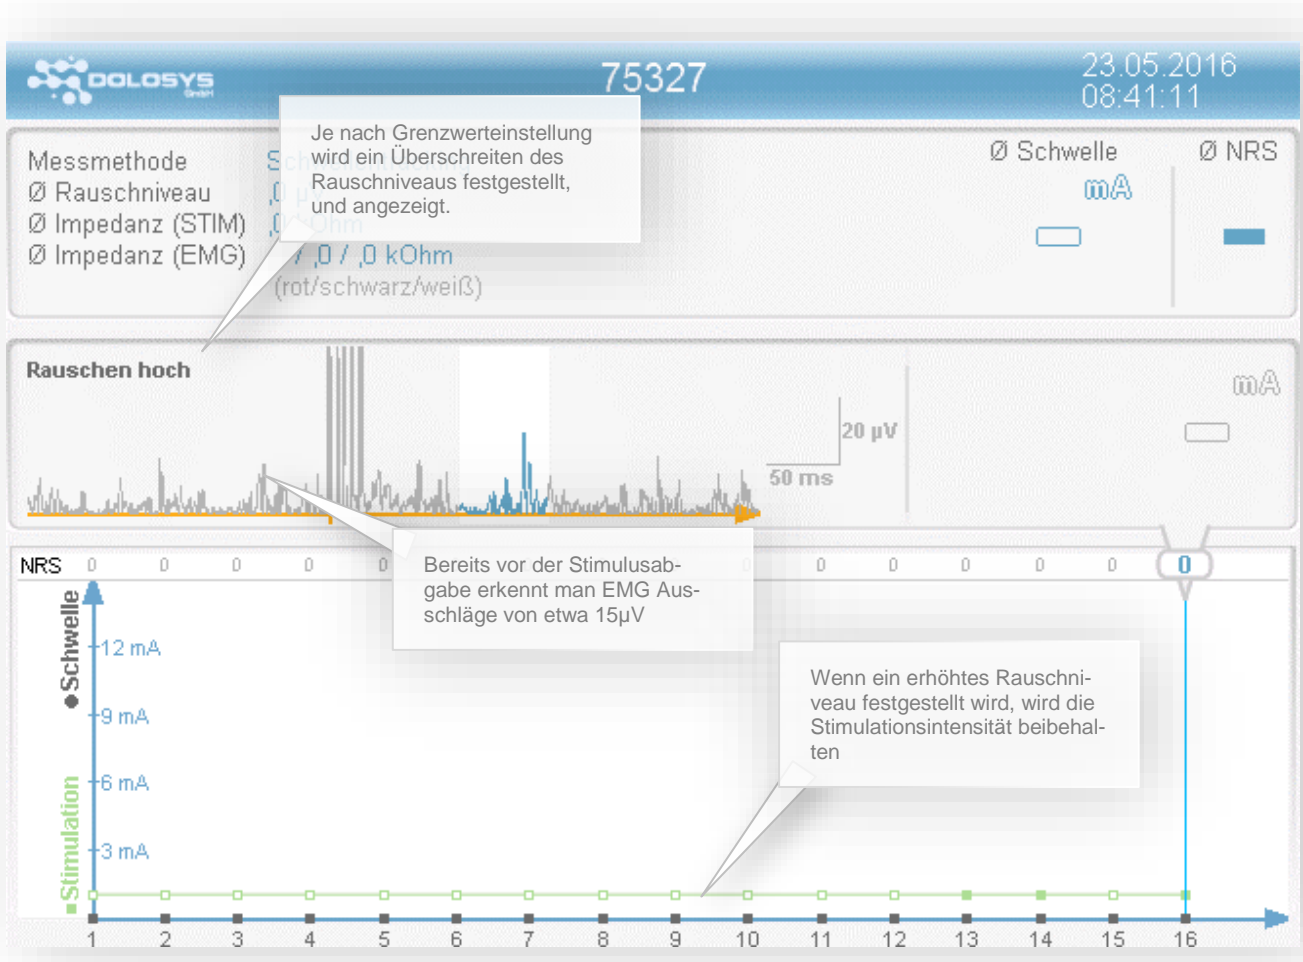 DOLOSYS
GmbH
75327
23.05.2016
08:41:11
Je nach Grenzwerteinstellung
wird ein Überschreiten des
Rauschniveaus festgestellt,
und angezeigt.
Messmethode
Ø Rauschniveau ,0 µV
Ø Impedanz (STIM) ,0 kOhm
Ø Impedanz (EMG) / ,0 / ,0 kOhm
(rot/schwarz/weiß)
Ø Schwelle
mA
Ø NRS
Rauschen hoch
20 µV
50 ms
mA
Bereits vor der Stimulusab-
gabe erkennt man EMG Aus-
schläge von etwa 15µV
NRS 0 0 0 0 0 0 0 0 0 0 0
Schwelle
Stimulation
12 mA
9 mA
6 mA
3 mA
Wenn ein erhöhtes Rauschni-
veau festgestellt wird, wird die
Stimulationsintensität beibehal-
ten
1 2 3 4 5 6 7 8 9 10 11 12 13 14 15 16